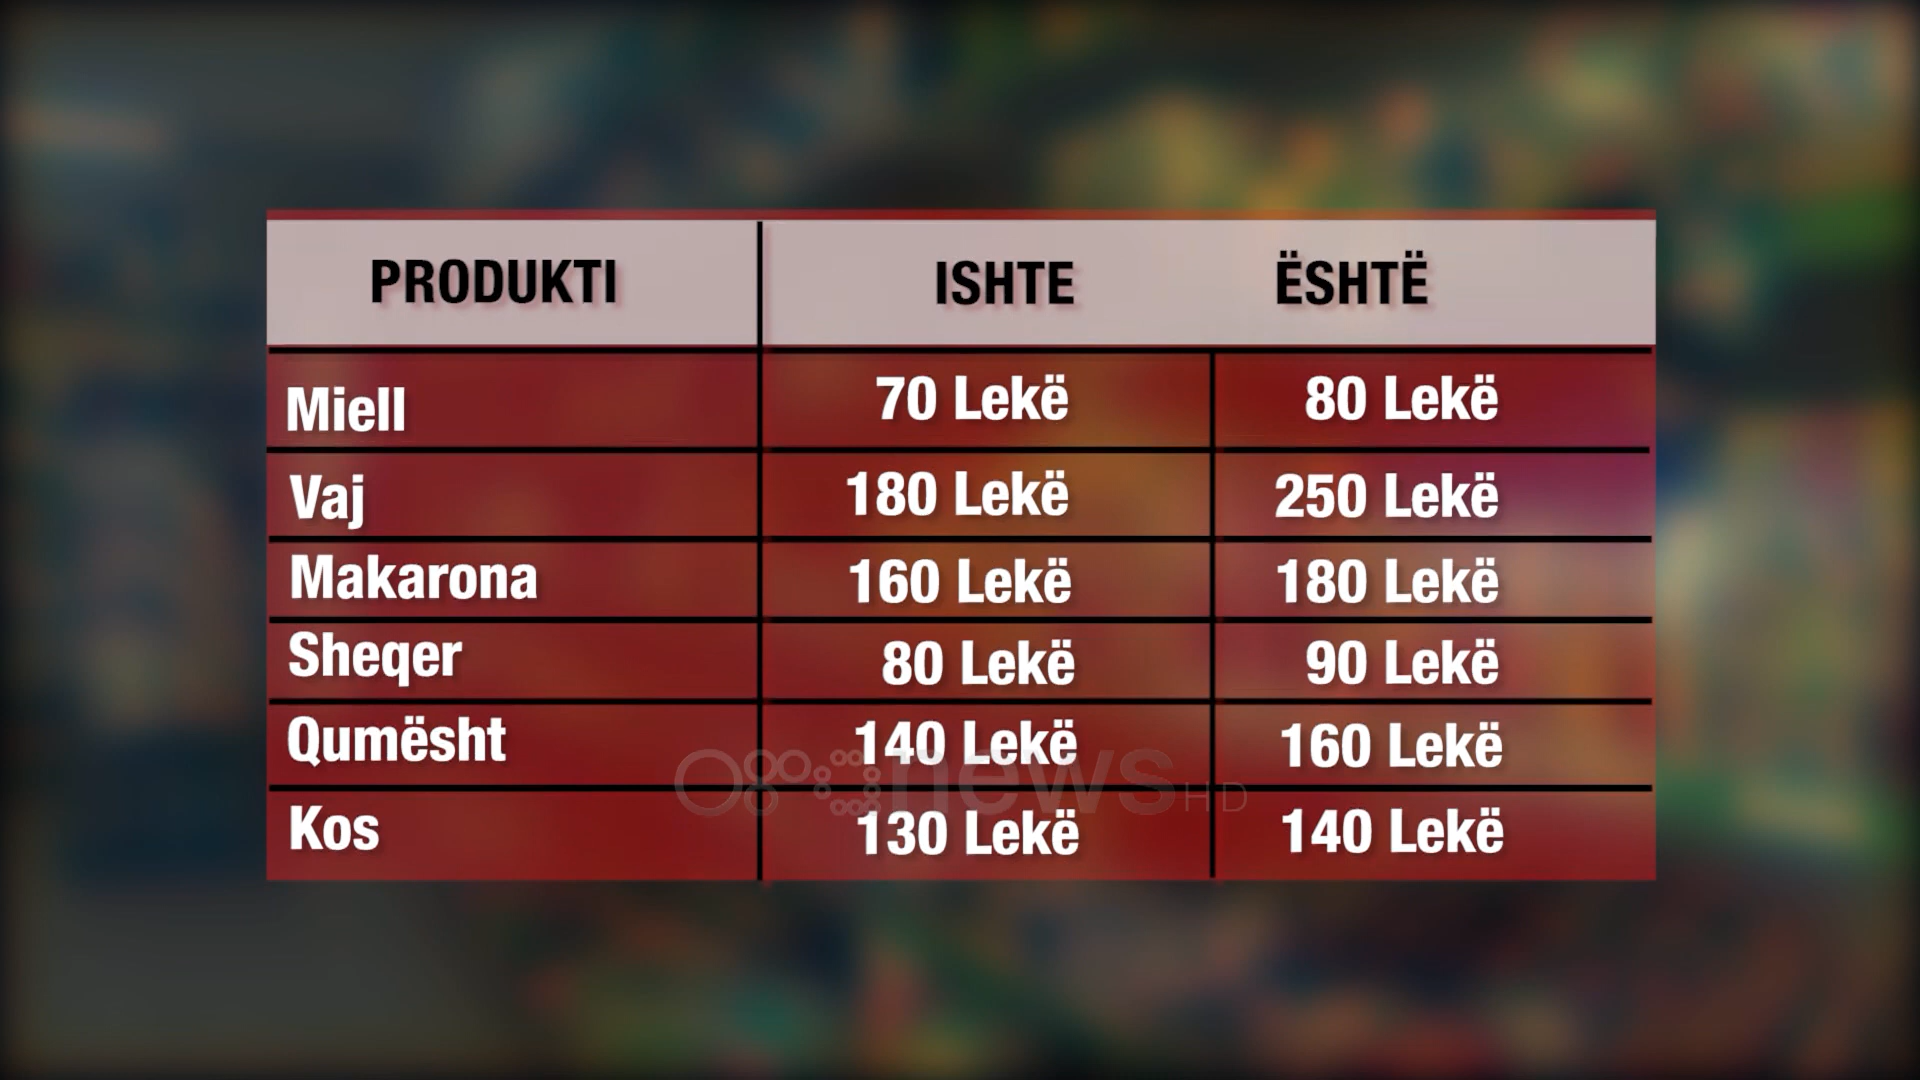 PRODUKTI ISHTE ËSHTË
Miell 70 Lekë 80 Lekë
Vaj 180 Lekë 250 Lekë
Makarona 160 Lekë 180 Lekë
Sheqer 80 Lekë 90 Lekë
Qumësht 140 Lekë 160 Lekë
Kos 130 Lekë 140 Lekë
news HD